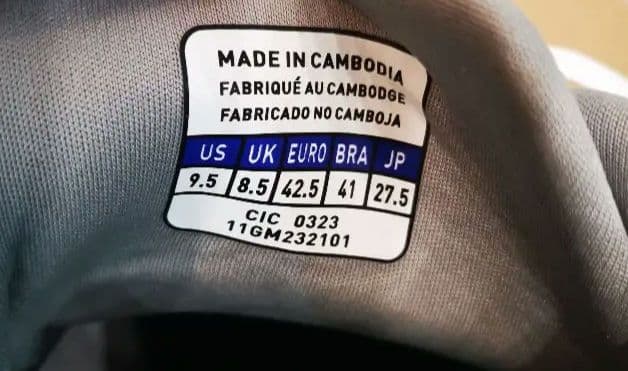 MADE IN CAMBODIA
FABRIQUÉ AU CAMBODGE
FABRICADO NO CAMBOJA
US UK EURO BRA JP
9.5 8.5 42.5 41 27.5
CIC 0323
11GM232101